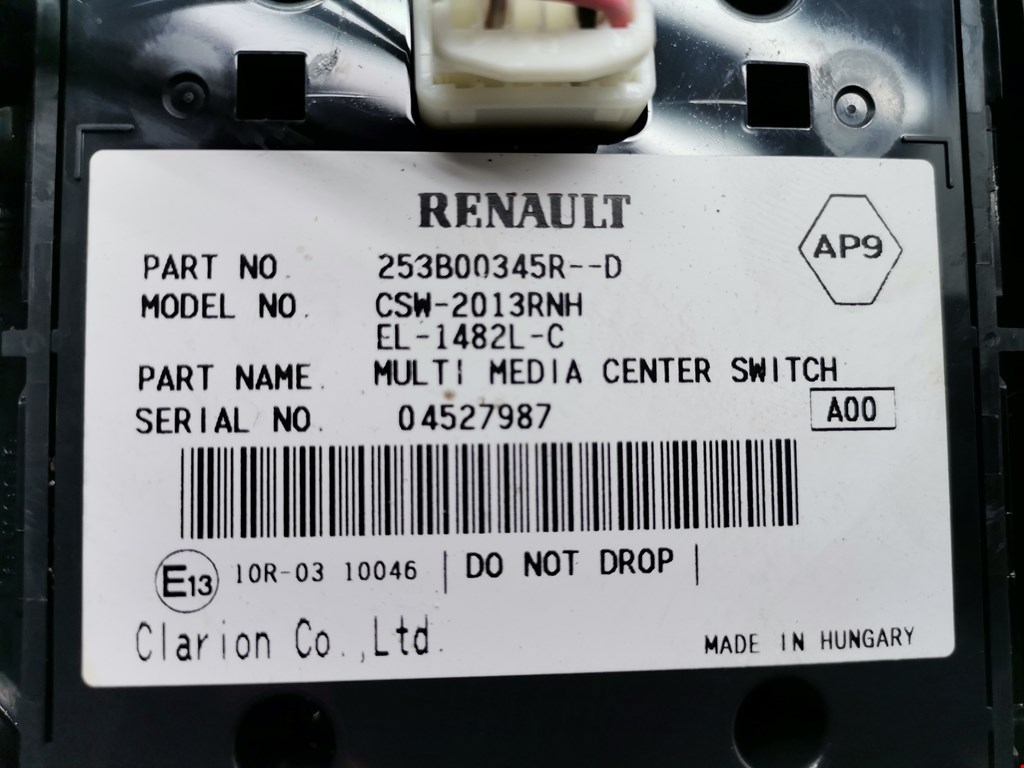 RENAULT
AP9
PART NO. 253B00345R--D
MODEL NO. CSW-2013RNH
EL-1482L-C
PART NAME. MULTI MEDIA CENTER SWITCH
SERIAL NO. 04527987
A00
E13 10R-03 10046 | DO NOT DROP |
Clarion Co.,Ltd.
MADE IN HUNGARY